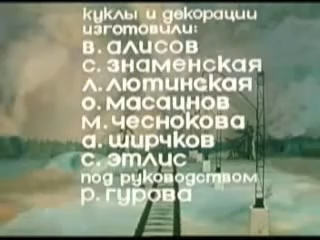 куклы и декорации
изготовили:
в. алисов
с. знаменская
л. лютинская
о. масаинов
м. чеснокова
а. ширчков
с. этлис
под руководством
р. гурова